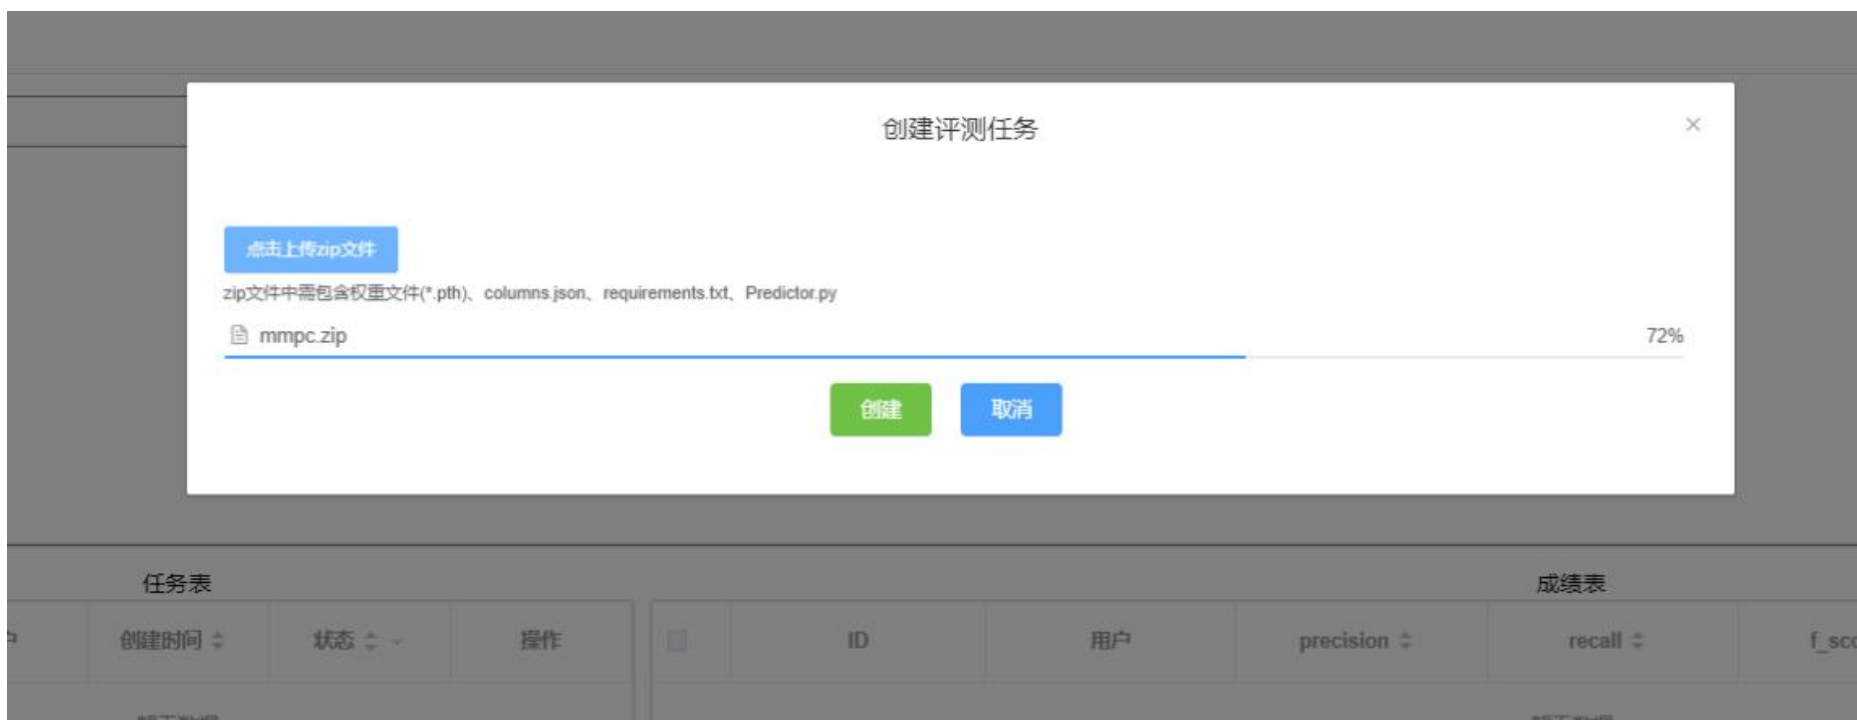 创建评测任务
×
点击上传zip文件
zip文件中需包含权重文件(*.pth)、columns.json、requirements.txt、Predictor.py
mmpc.zip 72%
创建 取消
任务表 成绩表
创建时间 状态 操作 ID 用户 precision recall f_sco